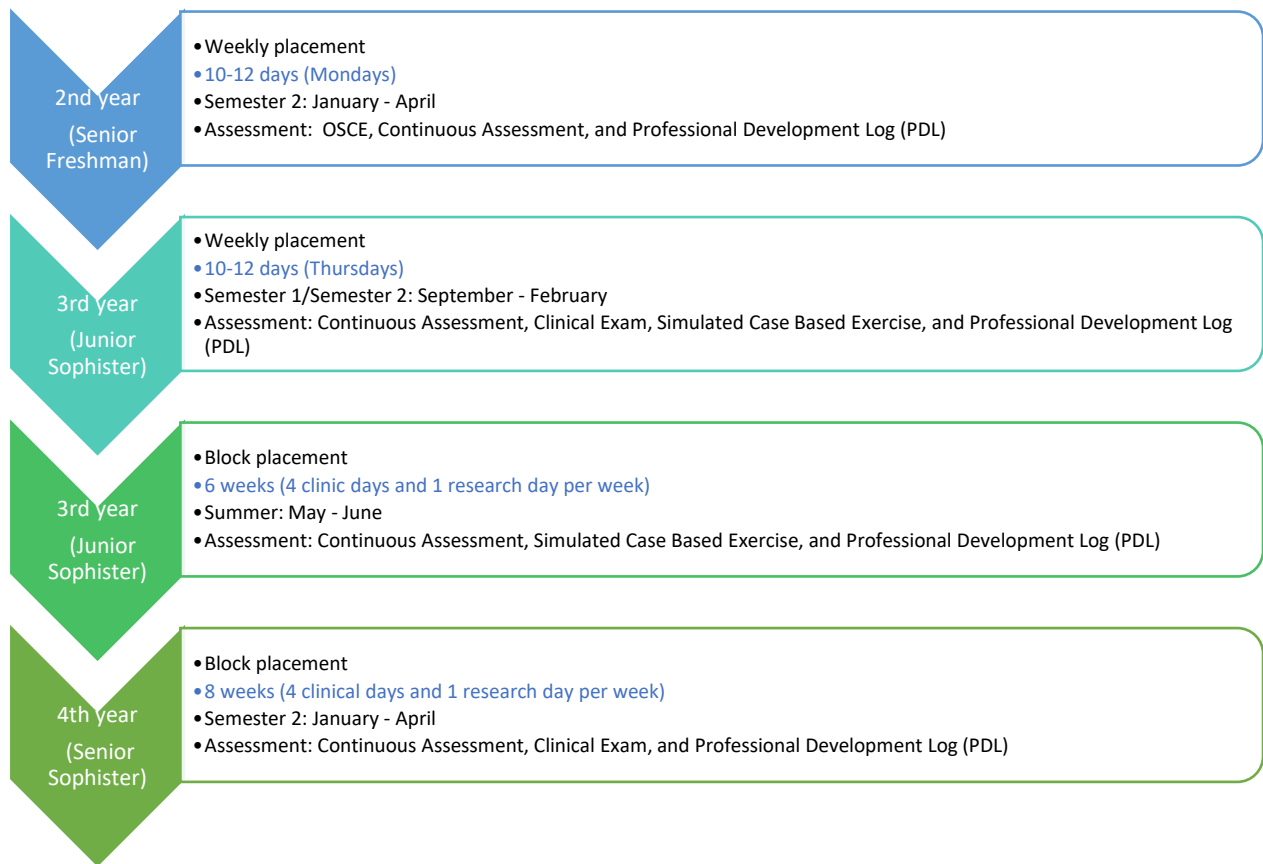 2nd year
(Senior
Freshman)
•Weekly placement
•10-12 days (Mondays)
•Semester 2: January - April
•Assessment:  OSCE, Continuous Assessment, and Professional Development Log (PDL)
3rd year
(Junior
Sophister)
•Weekly placement
•10-12 days (Thursdays)
•Semester 1/Semester 2: September - February
•Assessment: Continuous Assessment, Clinical Exam, Simulated Case Based Exercise, and Professional Development Log
(PDL)
3rd year
(Junior
Sophister)
•Block placement
•6 weeks (4 clinic days and 1 research day per week)
•Summer: May - June
•Assessment: Continuous Assessment, Simulated Case Based Exercise, and Professional Development Log (PDL)
4th year
(Senior
Sophister)
•Block placement
•8 weeks (4 clinical days and 1 research day per week)
•Semester 2: January - April
•Assessment: Continuous Assessment, Clinical Exam, and Professional Development Log (PDL)